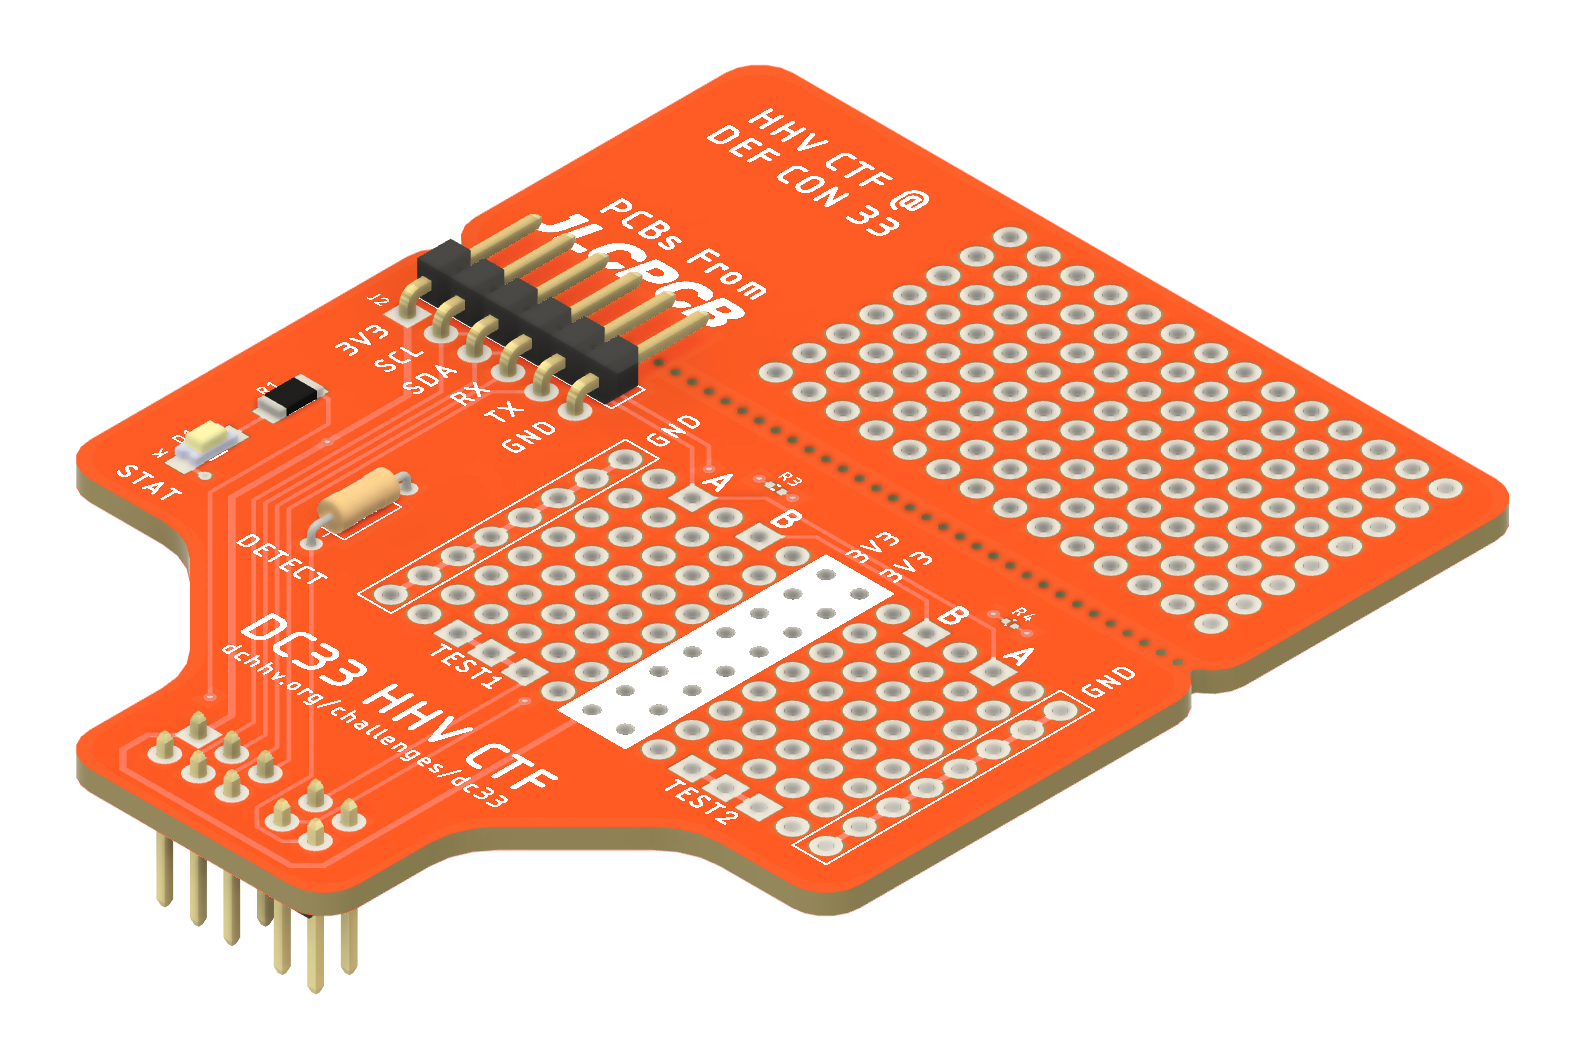 HHV CTF @
DEF CON 33
PCBs From
JLCPCB
J2
3V3
SCL
SDA
RX
TX
GND
R1
K
STAT
DETECT
GND
A
R3
B
3V3
3V3
B
R4
A
GND
TEST1
TEST2
DC33 HHV CTF
dchhv.org/challenges/dc33